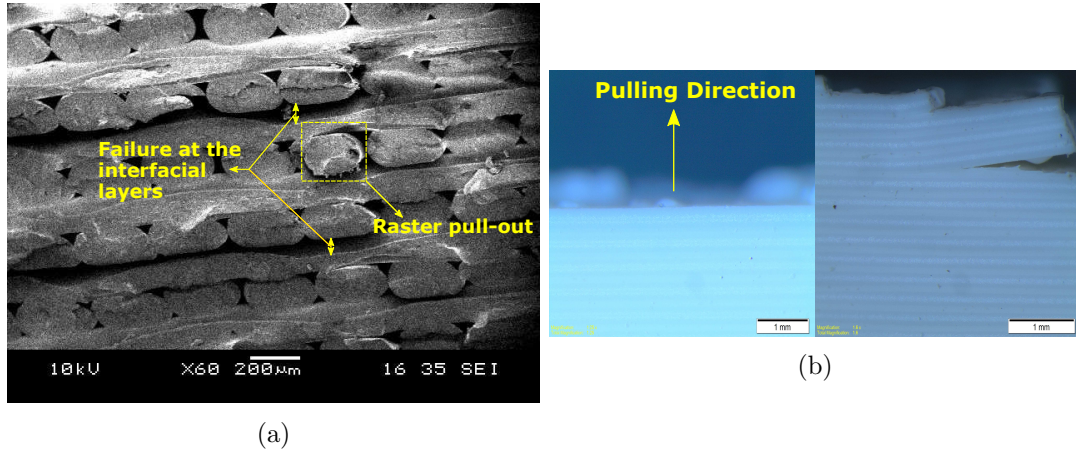 Failure at the
interfacial
layers
Raster pull-out
10kV X60 200μm 16 35 SEI
(a)
Pulling Direction
1 mm
1 mm
(b)